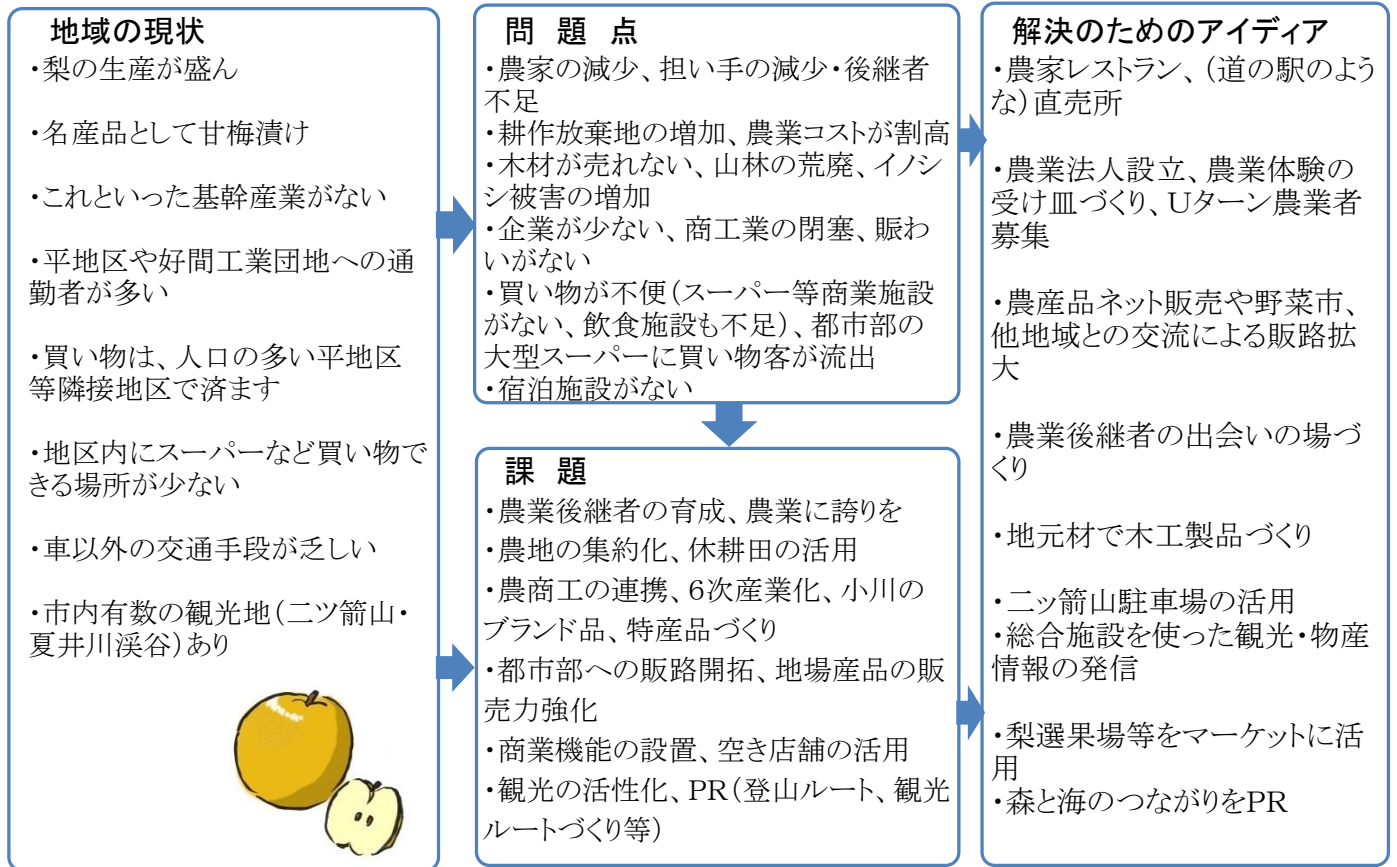 地域の現状
・梨の生産が盛ん
・名産品として甘梅漬け
・これといった基幹産業がない
・平地区や好間工業団地への通
勤者が多い
・買い物は、人口の多い平地区
等隣接地区で済ます
・地区内にスーパーなど買い物で
きる場所が少ない
・車以外の交通手段が乏しい
・市内有数の観光地(二ツ箭山・
夏井川渓谷)あり
問 題 点
・農家の減少、担い手の減少・後継者
不足
・耕作放棄地の増加、農業コストが割高
・木材が売れない、山林の荒廃、イノシ
シ被害の増加
・企業が少ない、商工業の閉塞、賑わ
いがない
・買い物が不便(スーパー等商業施設
がない、飲食施設も不足)、都市部の
大型スーパーに買い物客が流出
・宿泊施設がない
課 題
・農業後継者の育成、農業に誇りを
・農地の集約化、休耕田の活用
・農商工の連携、6次産業化、小川の
ブランド品、特産品づくり
・都市部への販路開拓、地場産品の販
売力強化
・商業機能の設置、空き店舗の活用
・観光の活性化、PR(登山ルート、観光
ルートづくり等)
解決のためのアイディア
・農家レストラン、(道の駅のよう
な)直売所
・農業法人設立、農業体験の
受け皿づくり、Uターン農業者
募集
・農産品ネット販売や野菜市、
他地域との交流による販路拡
大
・農業後継者の出会いの場づ
くり
・地元材で木工製品づくり
・二ッ箭山駐車場の活用
・総合施設を使った観光・物産
情報の発信
・梨選果場等をマーケットに活
用
・森と海のつながりをPR